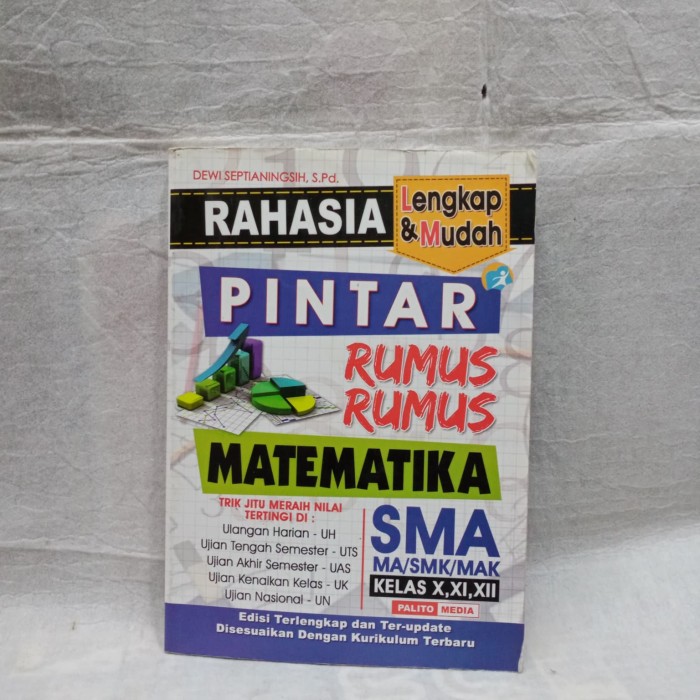 DEWI SEPTIANINGSIH, S.Pd.
RAHASIA
Lengkap
&Mudah
PINTAR
RUMUS
RUMUS
MATEMATIKA
TRIK JITU MERAIH NILAI
TERTINGI DI :
Ulangan Harian - UH
Ujian Tengah Semester - UTS
Ujian Akhir Semester - UAS
Ujian Kenaikan Kelas - UK
Ujian Nasional - UN
SMA
MA/SMK/MAK
KELAS X,XI,XII
PALITO MEDIA
Edisi Terlengkap dan Ter-update
Disesuaikan Dengan Kurikulum Terbaru